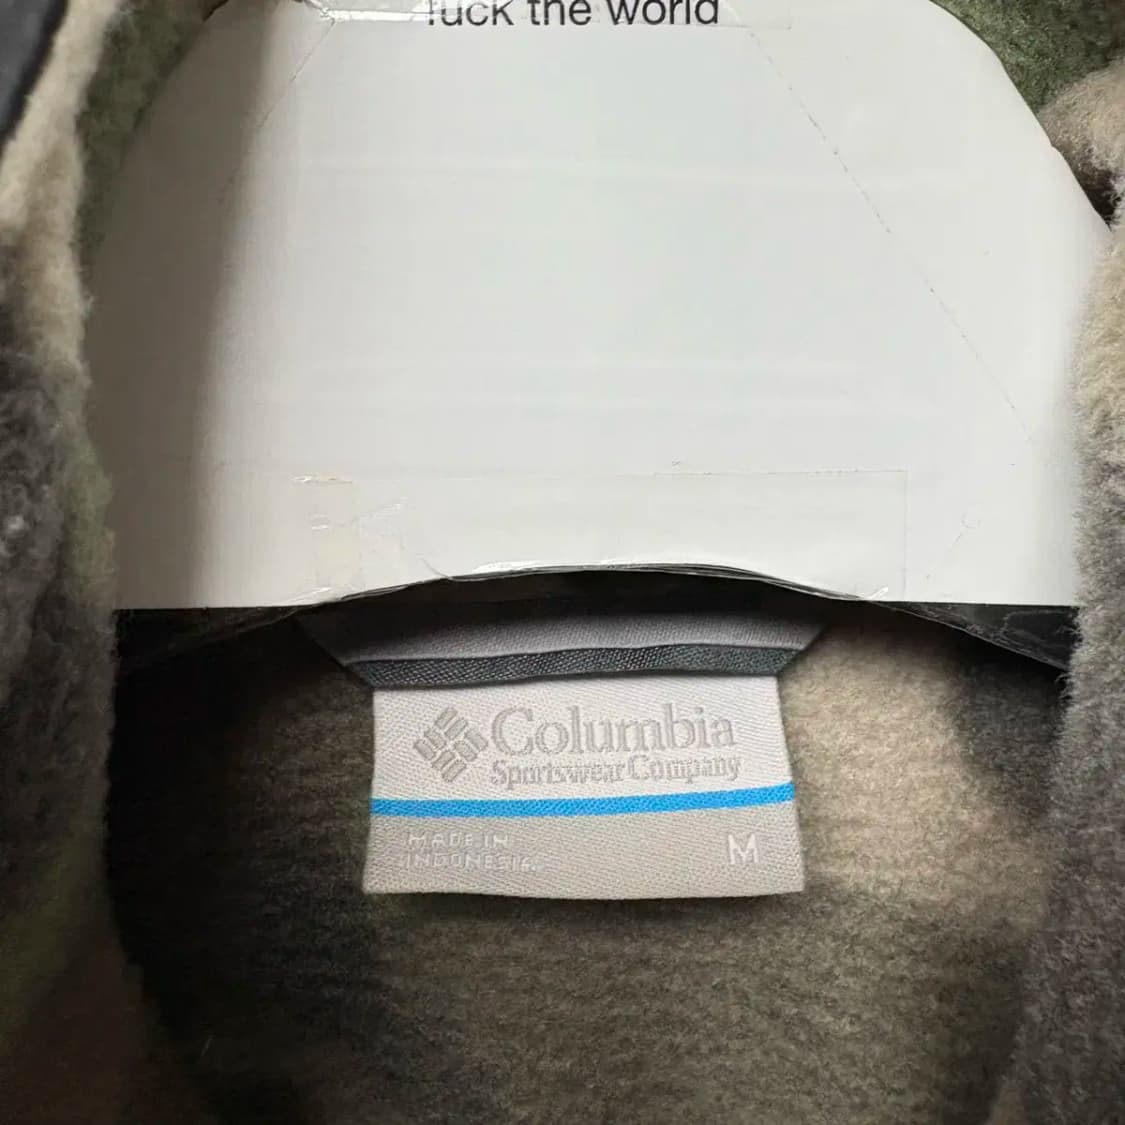 fuck the world
Columbia
Sportswear Company
MADE IN
INDONESIA
M